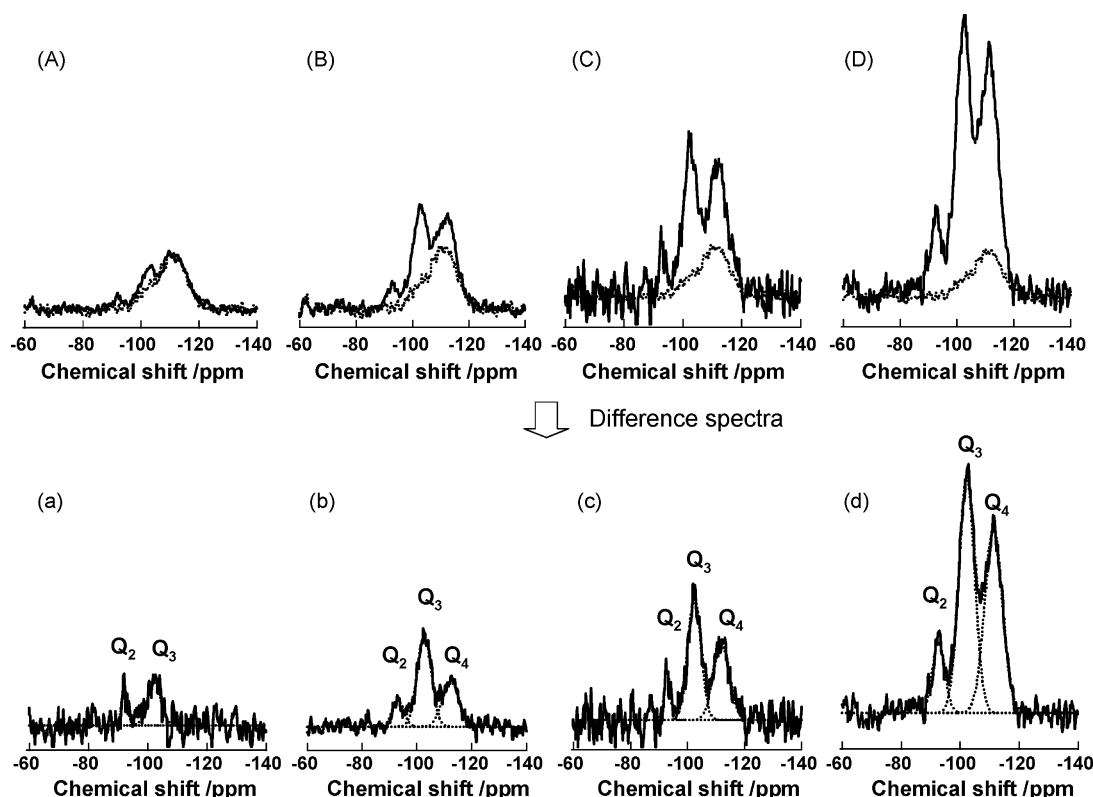 (A) (B) (C) (D)
-60 -80 -100 -120 -140 -60 -80 -100 -120 -140 -60 -80 -100 -120 -140 -60 -80 -100 -120 -140
Chemical shift /ppm Chemical shift /ppm Chemical shift /ppm Chemical shift /ppm
Difference spectra
(a) (b) (c) (d)
Q2 Q3 Q2 Q3 Q4 Q2 Q3 Q4 Q2 Q3 Q4
-60 -80 -100 -120 -140 -60 -80 -100 -120 -140 -60 -80 -100 -120 -140 -60 -80 -100 -120 -140
Chemical shift /ppm Chemical shift /ppm Chemical shift /ppm Chemical shift /ppm